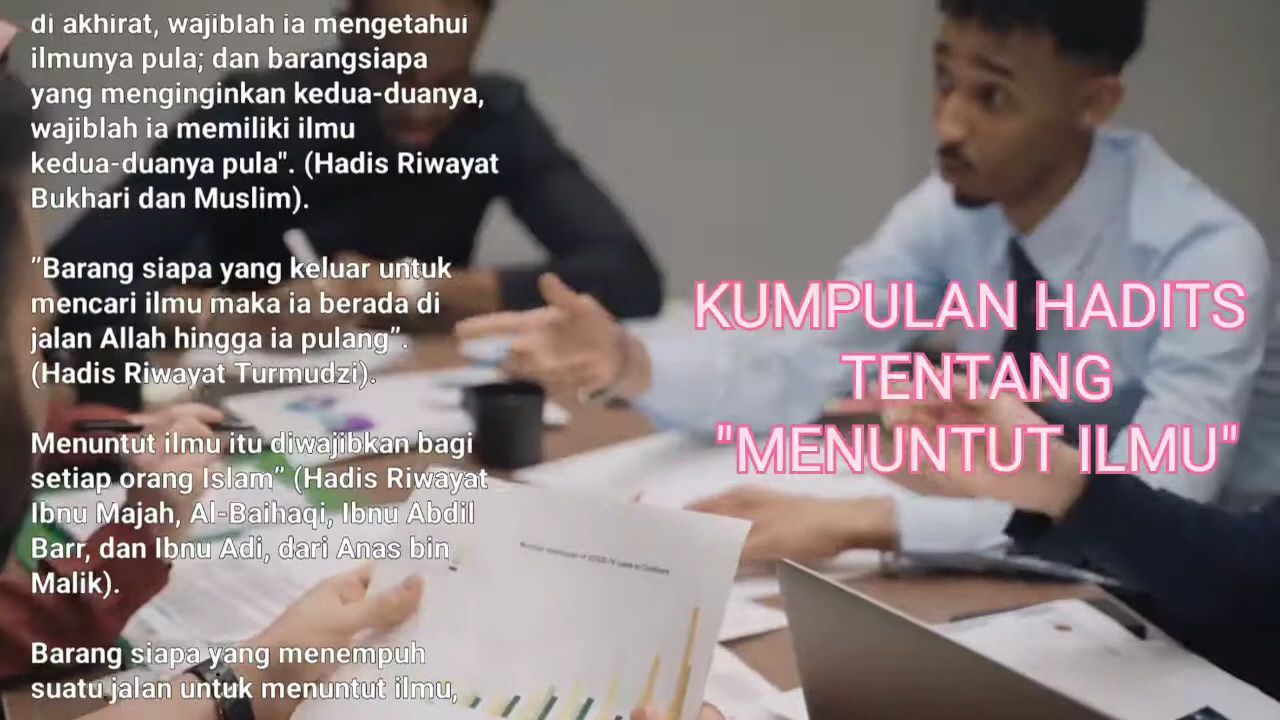 di akhirat, wajiblah ia mengetahui
ilmunya pula; dan barangsiapa
yang menginginkan kedua-duanya,
wajiblah ia memiliki ilmu
kedua-duanya pula". (Hadis Riwayat
Bukhari dan Muslim).
”Barang siapa yang keluar untuk
mencari ilmu maka ia berada di
jalan Allah hingga ia pulang”.
(Hadis Riwayat Turmudzi).
Menuntut ilmu itu diwajibkan bagi
setiap orang Islam” (Hadis Riwayat
Ibnu Majah, Al-Baihaqi, Ibnu Abdil
Barr, dan Ibnu Adi, dari Anas bin
Malik).
Barang siapa yang menempuh
suatu jalan untuk menuntut ilmu,
KUMPULAN HADITS
TENTANG
"MENUNTUT ILMU"